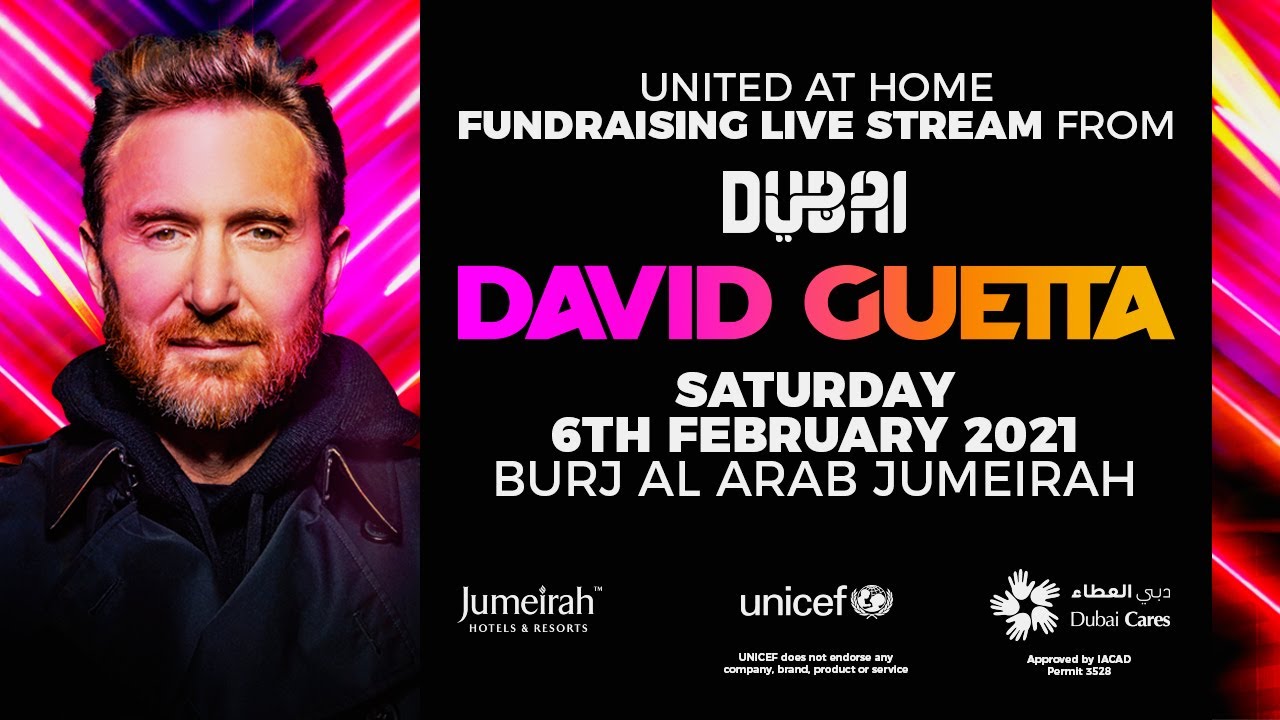 UNITED AT HOME
FUNDRAISING LIVE STREAM FROM
DUBAI
DAVID GUETTA
SATURDAY
6TH FEBRUARY 2021
BURJ AL ARAB JUMEIRAH
Jumeirah™
HOTELS & RESORTS
unicef
UNICEF does not endorse any
company, brand, product or service
دبي العطاء
Dubai Cares
Approved by IACAD
Permit 3528